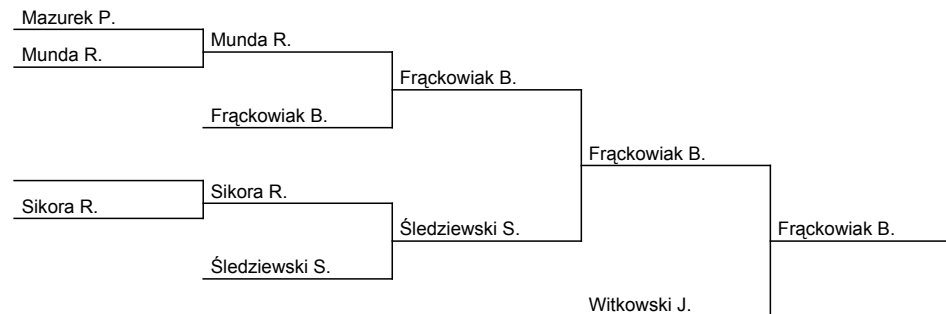 Mazurek P.
Munda R.
Munda R.
Frąckowiak B.
Frąckowiak B.
Frąckowiak B.
Sikora R.
Sikora R.
Śledziewski S.
Frąckowiak B.
Śledziewski S.
Witkowski J.